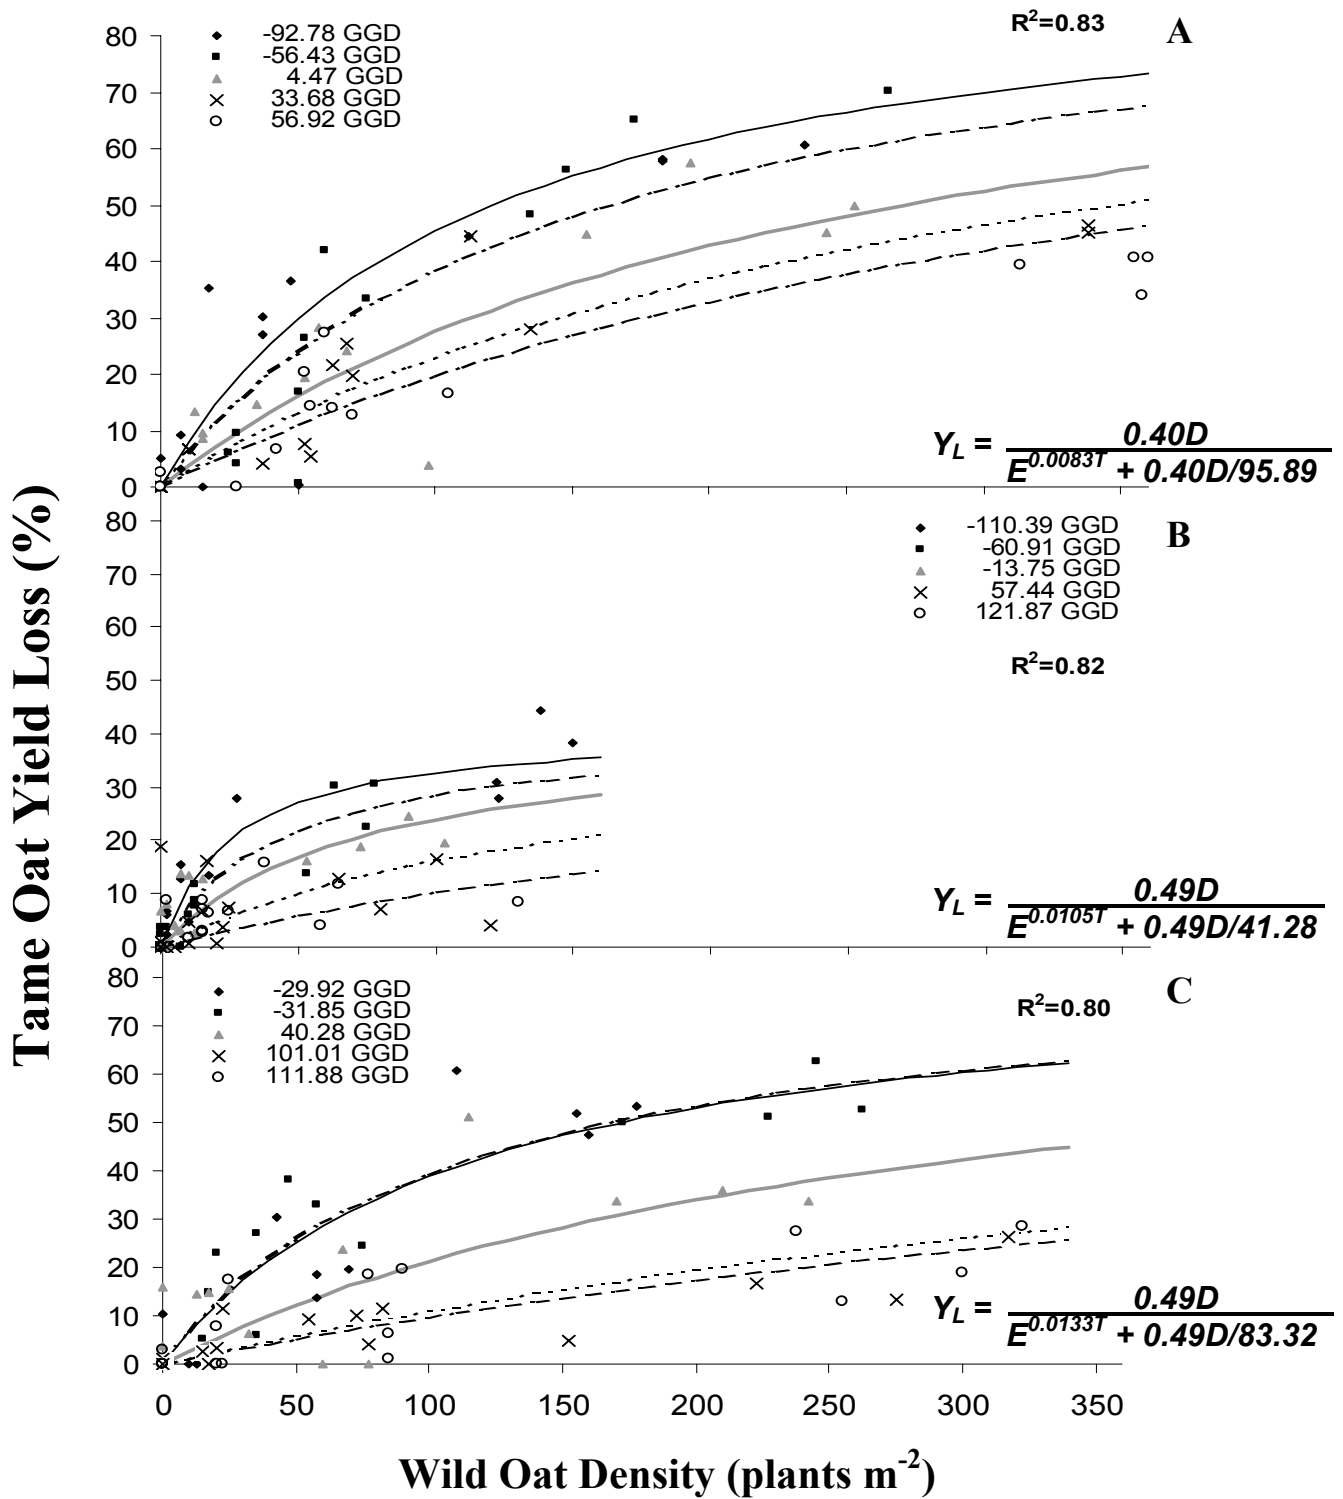 R²=0.83
A
-92.78 GGD
-56.43 GGD
4.47 GGD
33.68 GGD
56.92 GGD
80
70
60
50
40
30
20
10
0
Y_L = 0.40D
E^0.0083T + 0.40D/95.89
B
-110.39 GGD
-60.91 GGD
-13.75 GGD
57.44 GGD
121.87 GGD
R²=0.82
80
70
60
50
40
30
20
10
0
Y_L = 0.49D
E^0.0105T + 0.49D/41.28
C
-29.92 GGD
-31.85 GGD
40.28 GGD
101.01 GGD
111.88 GGD
R²=0.80
80
70
60
50
40
30
20
10
0
Y_L = 0.49D
E^0.0133T + 0.49D/83.32
0 50 100 150 200 250 300 350
Tame Oat Yield Loss (%)
Wild Oat Density (plants m⁻²)